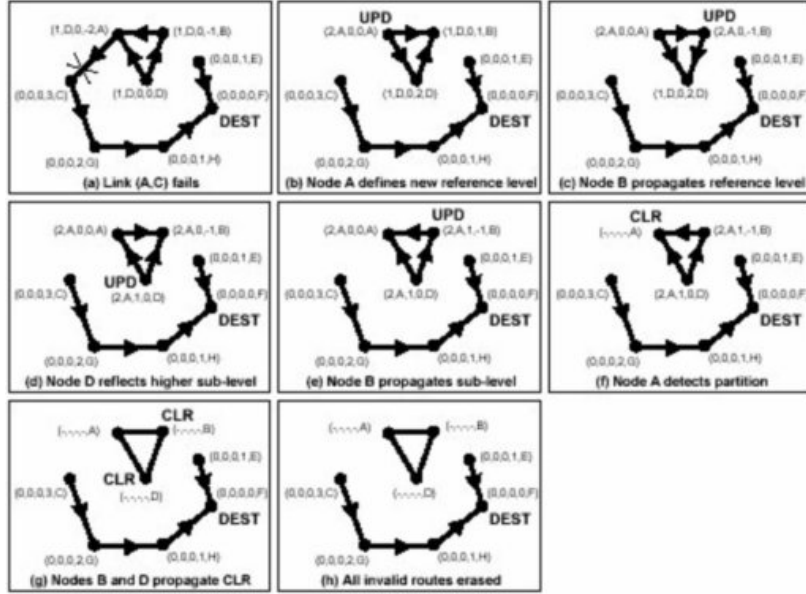 (1,D,0,-2,A) (1,D,0,-1,B)
(0,0,0,1,E)
(0,0,0,3,C) (1,D,0,0,D) (0,0,0,0,F)
DEST
(0,0,0,2,G) (0,0,0,1,H)
(a) Link (A,C) fails
UPD
(2,A,0,0,A) (1,D,0,1,B)
(0,0,0,1,E)
(0,0,0,3,C) (1,D,0,2,D) (0,0,0,0,F)
DEST
(0,0,0,2,G) (0,0,0,1,H)
(b) Node A defines new reference level
UPD
(2,A,0,0,A) (2,A,0,-1,B)
(0,0,0,1,E)
(0,0,0,3,C) (1,D,0,2,D) (0,0,0,0,F)
DEST
(0,0,0,2,G) (0,0,0,1,H)
(c) Node B propagates reference level
(2,A,0,0,A) (2,A,0,-1,B)
(0,0,0,1,E)
UPD
(0,0,0,3,C) (2,A,1,0,D) (0,0,0,0,F)
DEST
(0,0,0,2,G) (0,0,0,1,H)
(d) Node D reflects higher sub-level
UPD
(2,A,0,0,A) (2,A,1,-1,B)
(0,0,0,1,E)
(0,0,0,3,C) (2,A,1,0,D) (0,0,0,0,F)
DEST
(0,0,0,2,G) (0,0,0,1,H)
(e) Node B propagates sub-level
CLR
(-,-,-,-,A) (2,A,1,-1,B)
(0,0,0,1,E)
(0,0,0,3,C) (2,A,1,0,D) (0,0,0,0,F)
DEST
(0,0,0,2,G) (0,0,0,1,H)
(f) Node A detects partition
CLR
(-,-,-,-,A) (-,-,-,-,B)
(0,0,0,1,E)
CLR
(0,0,0,3,C) (-,-,-,-,D) (0,0,0,0,F)
DEST
(0,0,0,2,G) (0,0,0,1,H)
(g) Nodes B and D propagate CLR
(-,-,-,-,A) (-,-,-,-,B)
(0,0,0,1,E)
(0,0,0,3,C) (-,-,-,-,D) (0,0,0,0,F)
DEST
(0,0,0,2,G) (0,0,0,1,H)
(h) All invalid routes erased